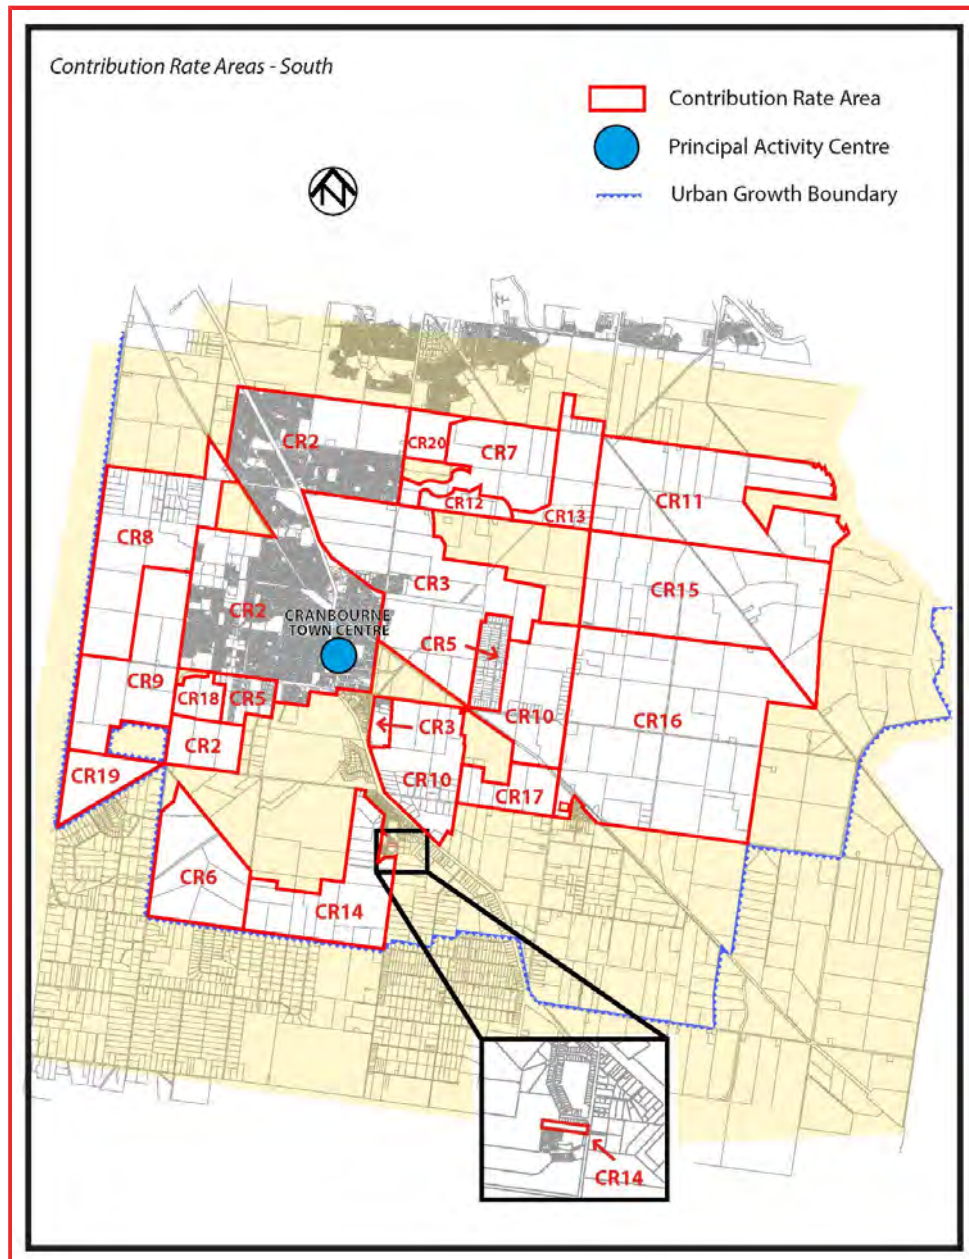 Contribution Rate Areas - South
Contribution Rate Area
Principal Activity Centre
Urban Growth Boundary
N
CR2
CR20
CR7
CR12
CR13
CR11
CR8
CR3
CR15
CR2
CRANBOURNE
TOWN CENTRE
CR5
CR9
CR18
CR5
CR10
CR16
CR3
CR2
CR19
CR10
CR17
CR6
CR14
CR14